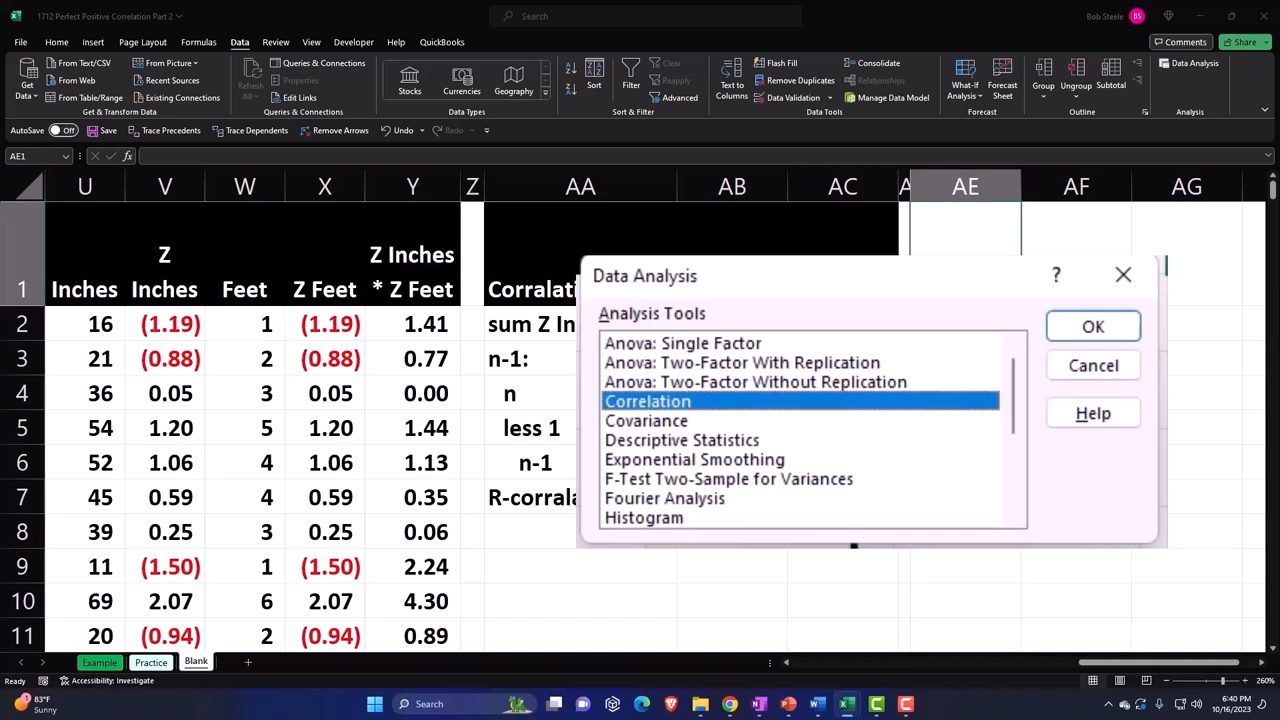 1712 Perfect Positive Correlation Part 2
Search
Bob Steele
BS
File Home Insert Page Layout Formulas Data Review View Developer Help QuickBooks
Comments
Share
Get Data
From Text/CSV
From Web
From Table/Range
From Picture
Recent Sources
Existing Connections
Get & Transform Data
Refresh All
Queries & Connections
Properties
Edit Links
Queries & Connections
Stocks
Currencies
Geography
Data Types
Sort
Filter
Clear
Reapply
Advanced
Sort & Filter
Text to Columns
Flash Fill
Remove Duplicates
Data Validation
Consolidate
Relationships
Manage Data Model
Data Tools
What-If Analysis
Forecast Sheet
Forecast
Group
Ungroup
Subtotal
Outline
Data Analysis
Analysis
AutoSave Off Save Trace Precedents Trace Dependents Remove Arrows Undo Redo
AE1
fx
U V W X Y Z AA AB AC A AE AF AG
Z Z Inches
1 Inches Inches Feet Z Feet * Z Feet Corralati
2 16 (1.19) 1 (1.19) 1.41 sum Z In
3 21 (0.88) 2 (0.88) 0.77 n-1:
4 36 0.05 3 0.05 0.00 n
5 54 1.20 5 1.20 1.44 less 1
6 52 1.06 4 1.06 1.13 n-1
7 45 0.59 4 0.59 0.35 R-corrala
8 39 0.25 3 0.25 0.06
9 11 (1.50) 1 (1.50) 2.24
10 69 2.07 6 2.07 4.30
11 20 (0.94) 2 (0.94) 0.89
Data Analysis
?
Analysis Tools
Anova: Single Factor
Anova: Two-Factor With Replication
Anova: Two-Factor Without Replication
Correlation
Covariance
Descriptive Statistics
Exponential Smoothing
F-Test Two-Sample for Variances
Fourier Analysis
Histogram
OK
Cancel
Help
Example Practice Blank
Ready Accessibility: Investigate
260%
1
83°F
Sunny
Search
6:40 PM
10/16/2023